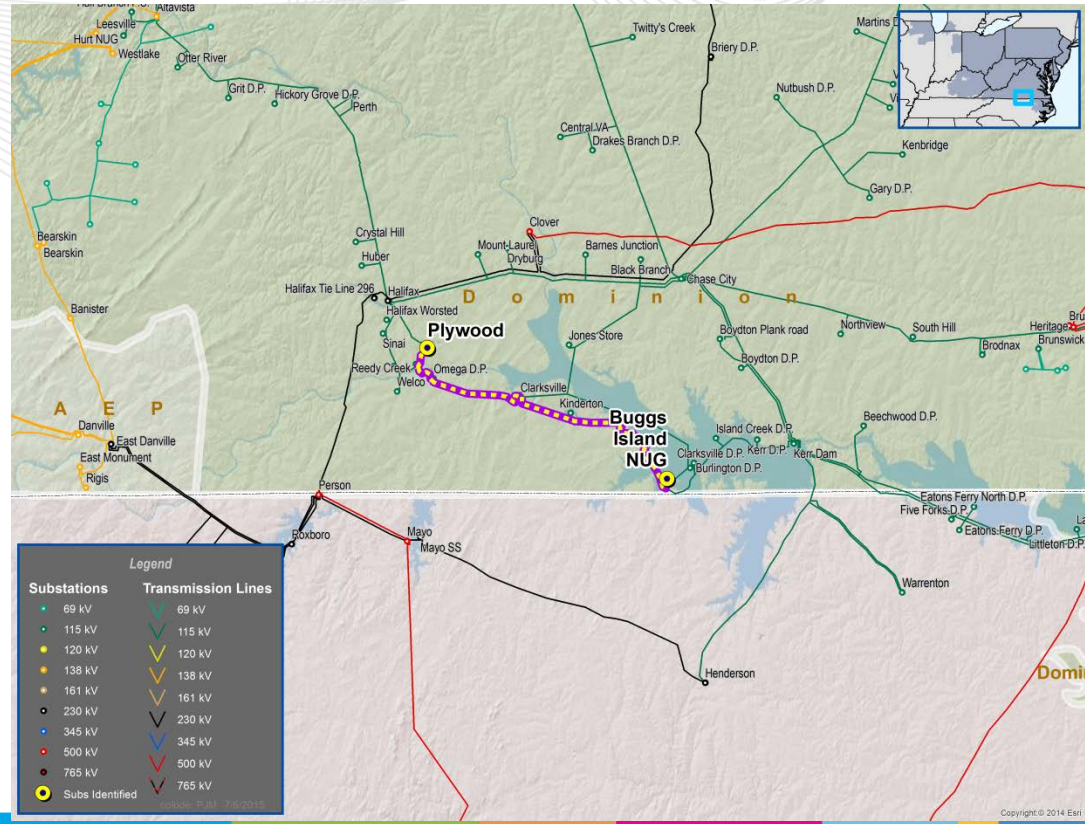 Altavista
Leesville
Hurt NUG
Westlake
Otter River
Grit D.P.
Hickory Grove D.P.
Perth
Twitty's Creek
Briery D.P.
Martins D
Nutbush D.P.
Central VA
Drakes Branch D.P.
Kenbridge
Gary D.P.
Bearskin
Bearskin
Banister
Crystal Hill
Huber
Clover
Mount-Laure
Dryburg
Barnes Junction
Black Branch
Chase City
Halifax Tie Line 296
Halifax
Dominion
Halifax Worsted
Plywood
Sinai
Reedy Creek
Omega D.P.
Welco
Jones Store
Boydton Plank road
Boydton D.P.
Northview
South Hill
Brodnax
Heritage
Brunswick
Clarksville
Kinderton
Buggs
Island
NUG
Island Creek D.P.
Kerr D.P.
Kerr Dam
Clarksville D.P.
Burlington D.P.
Beechwood D.P.
AEP
Danville
East Danville
East Monument
Rigis
Person
Roxboro
Mayo
Mayo SS
Eatons Ferry North D.P.
Five Forks D.P.
Eatons Ferry D.P.
Littleton D.P.
Warrenton
Henderson
Domi
Legend
Substations
69 kV
115 kV
120 kV
138 kV
161 kV
230 kV
345 kV
500 kV
765 kV
Subs Identified
Transmission Lines
69 kV
115 kV
120 kV
138 kV
161 kV
230 kV
345 kV
500 kV
765 kV
Copyright © 2014 Esri